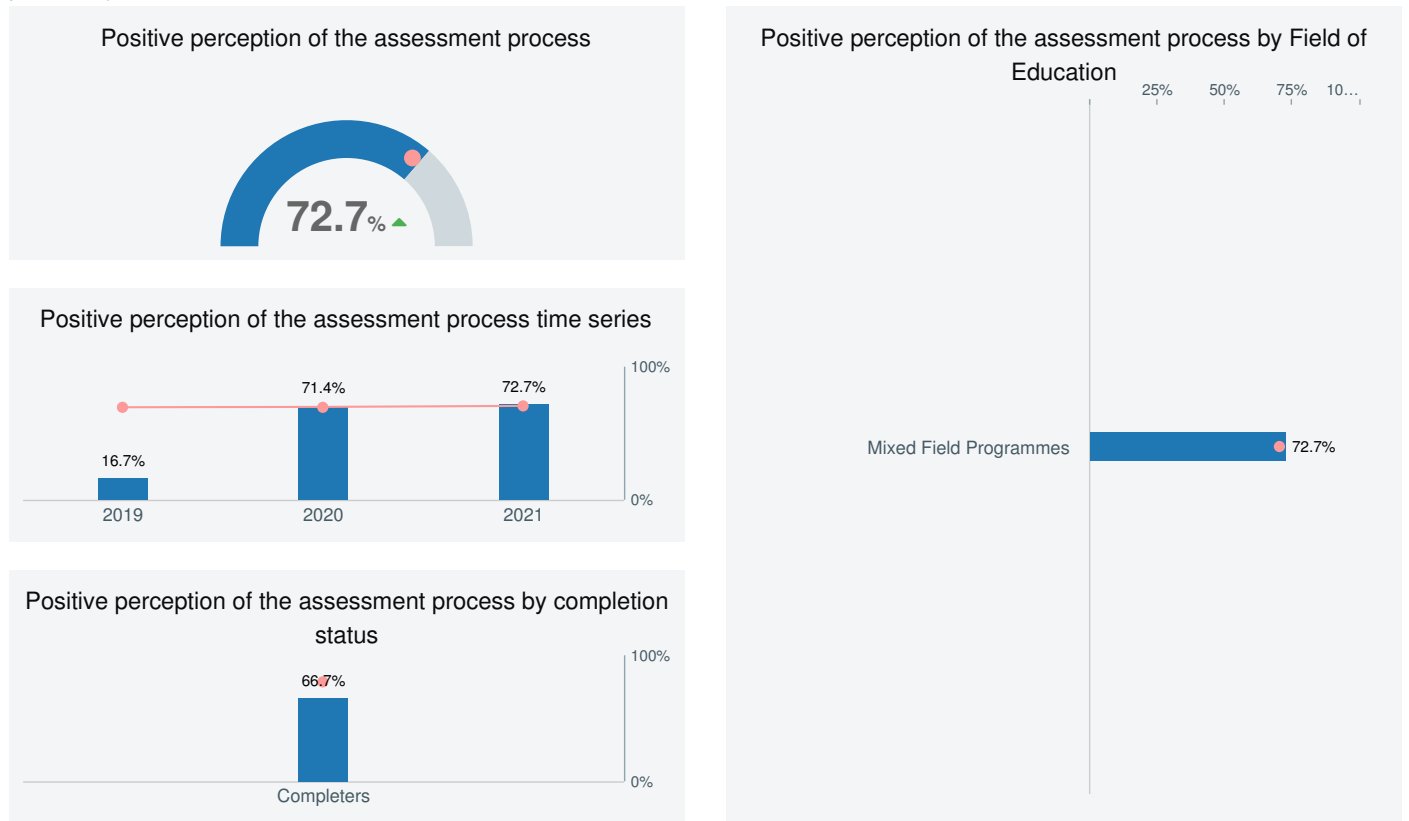 Positive perception of the assessment process
72.7%
Positive perception of the assessment process time series
100%
71.4%
72.7%
16.7%
0%
2019 2020 2021
Positive perception of the assessment process by completion
status
100%
66.7%
0%
Completers
Positive perception of the assessment process by Field of
Education
25% 50% 75% 10…
Mixed Field Programmes 72.7%